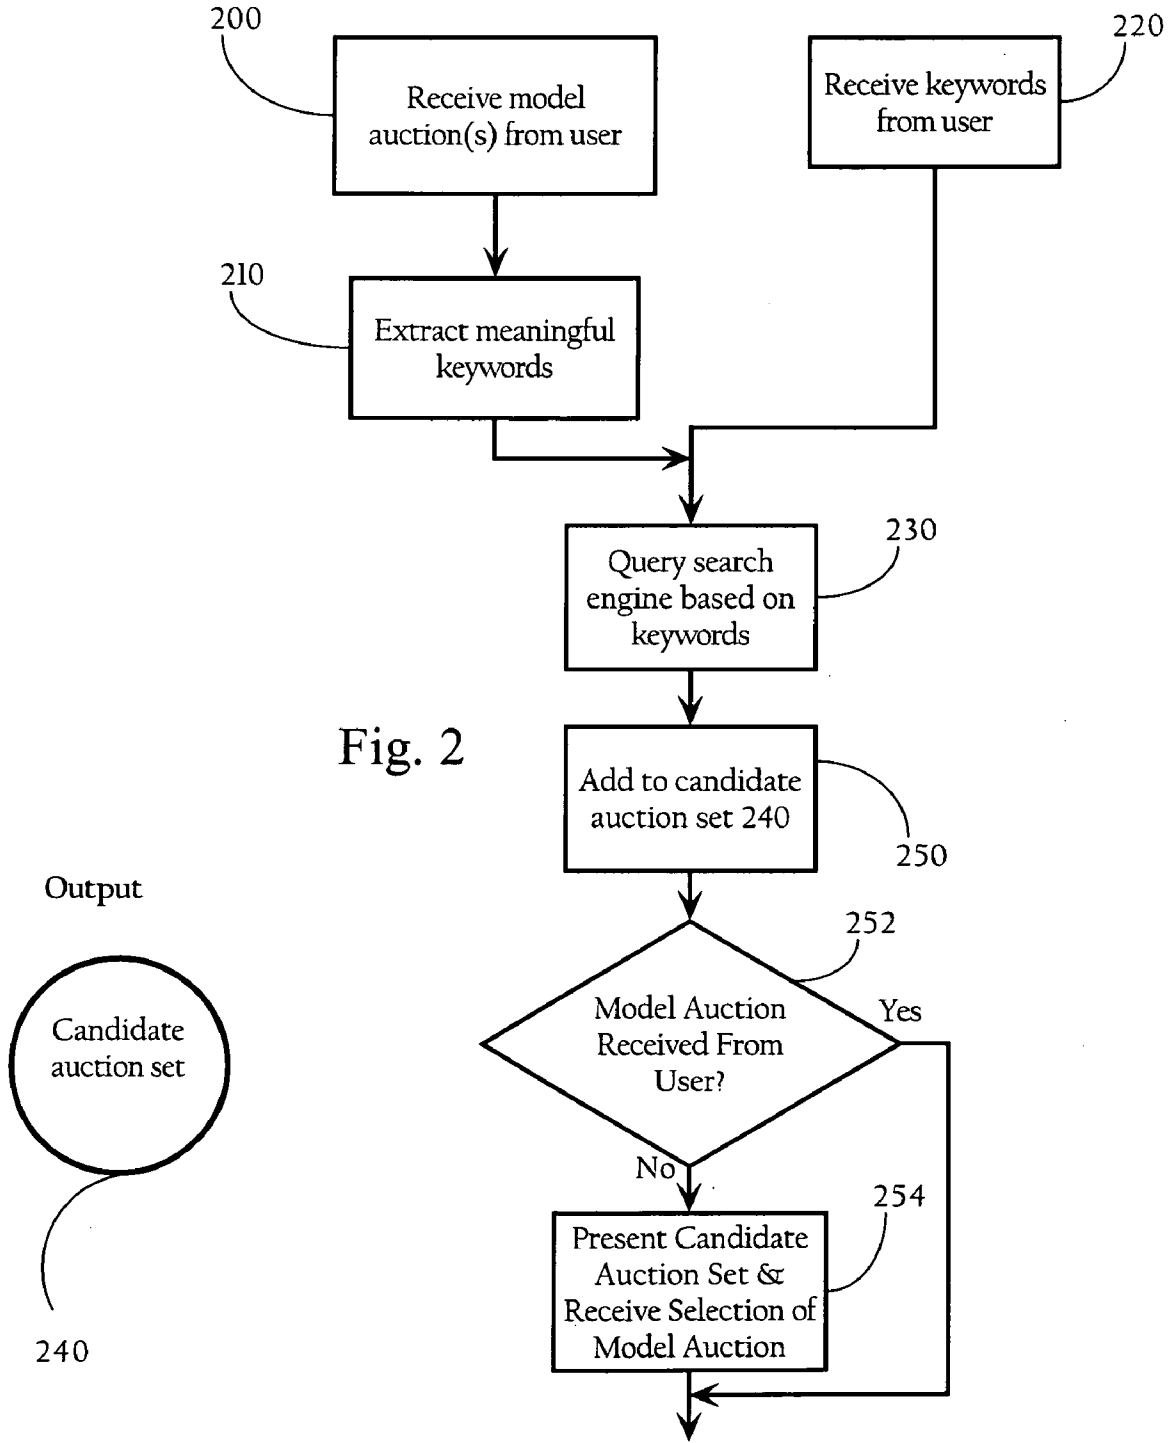 200
Receive model
auction(s) from user
220
Receive keywords
from user
210
Extract meaningful
keywords
230
Query search
engine based on
keywords
Fig. 2
Add to candidate
auction set 240
250
Output
Candidate
auction set
240
252
Model Auction
Received From
User?
Yes
No
254
Present Candidate
Auction Set &
Receive Selection of
Model Auction